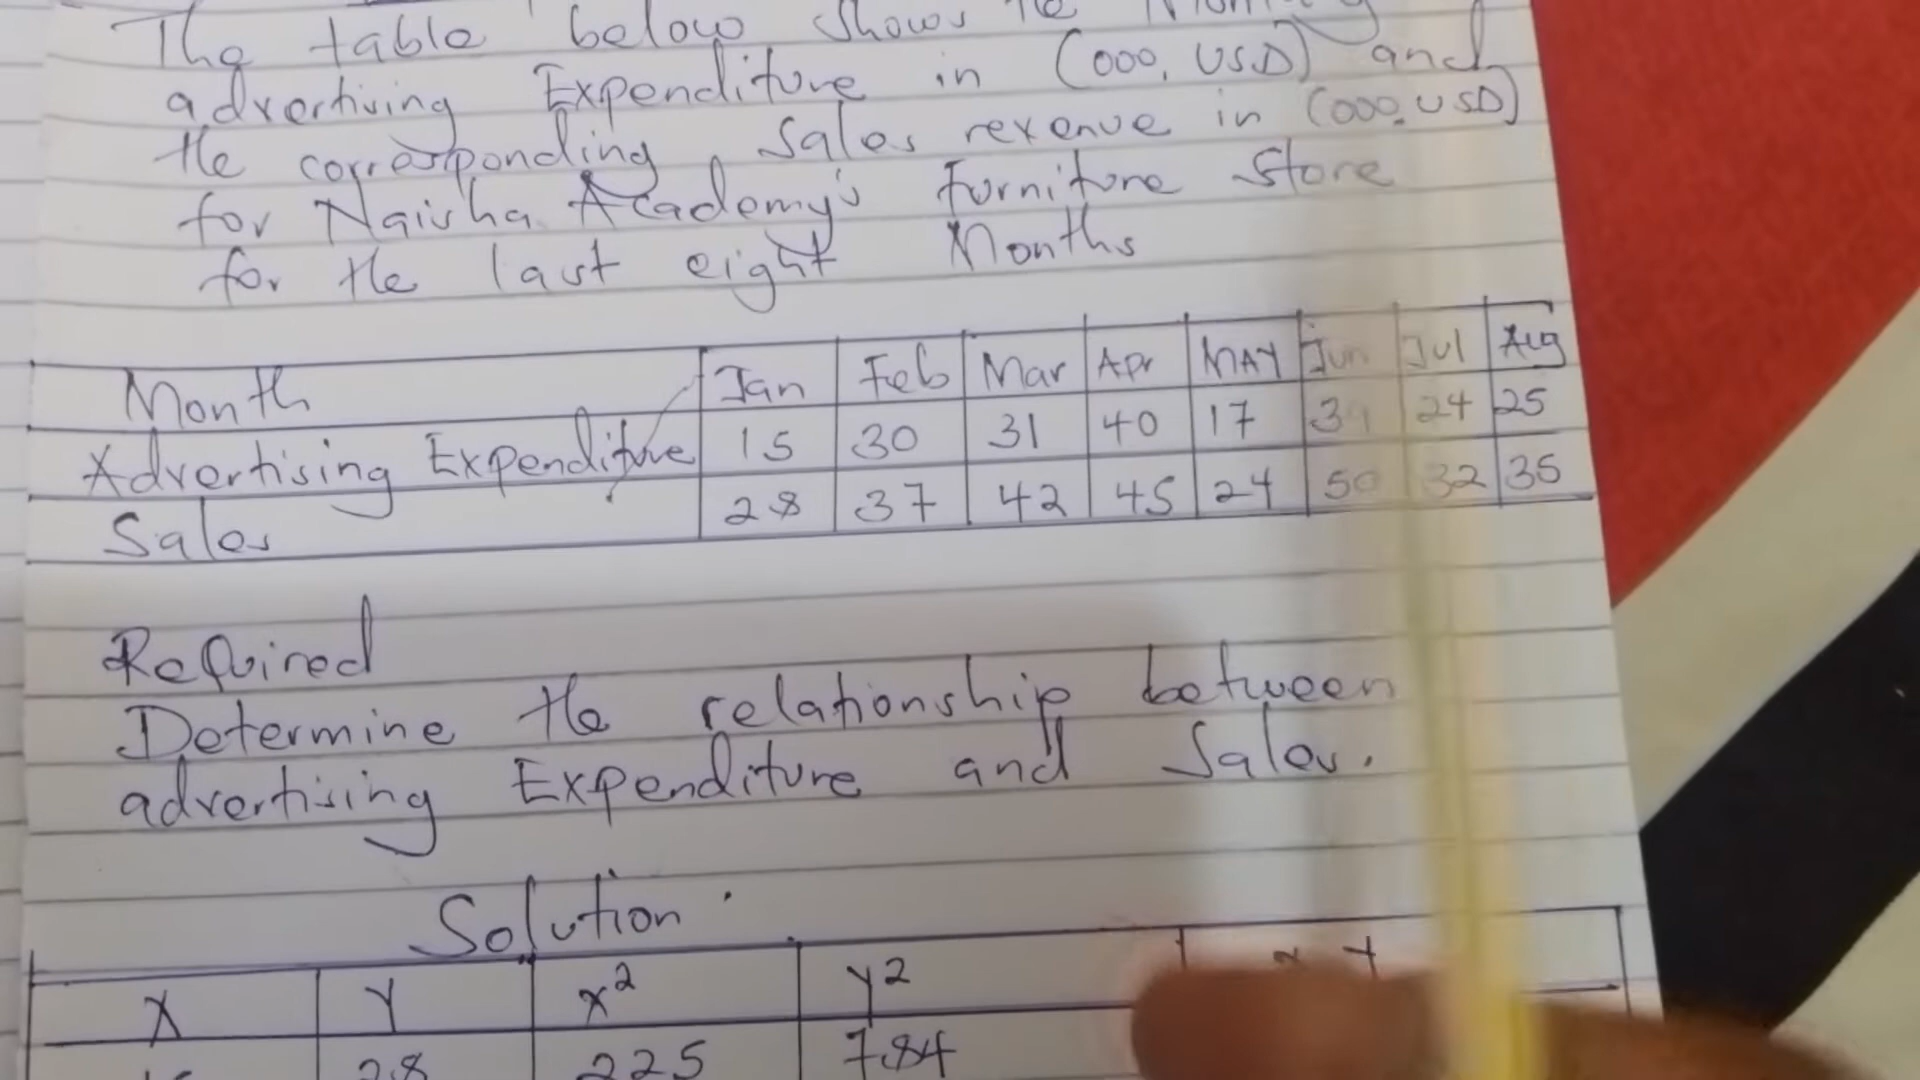 The table below shows the
advertising Expenditure in (000, USD) and
the corresponding Sales revenue in (000, USD)
for Naisha Academy's Furniture Store
for the last eight Months
Month Jan Feb Mar Apr MAY Jun Jul Aug
Advertising Expenditure 15 30 31 40 17 24 25
Sales 28 37 42 45 24 50 32 35
Required
Determine the relationship between
advertising Expenditure and Sales.
Solution
X Y x2 y2 x y
15 28 225 784